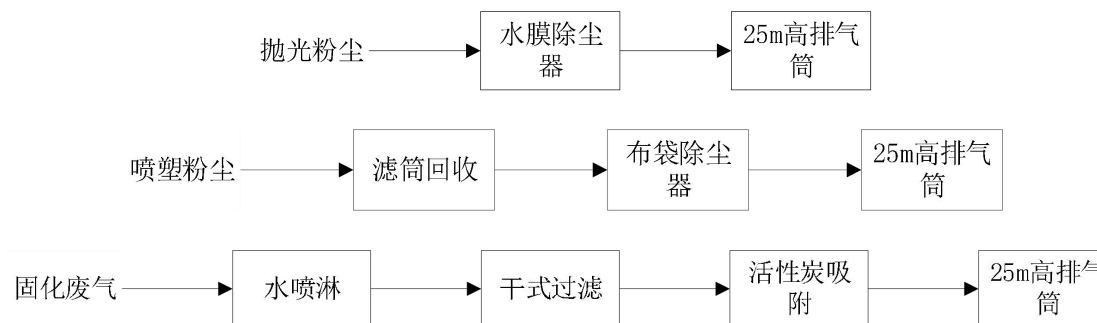 抛光粉尘
水膜除尘
器
25m高排气
筒
喷塑粉尘
滤筒回收
布袋除尘
器
25m高排气
筒
固化废气
水喷淋
干式过滤
活性炭吸
附
25m高排气
筒